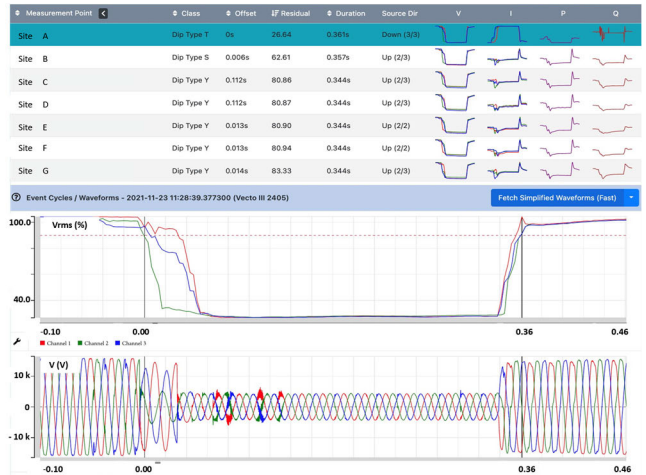 Measurement Point Class Offset Residual Duration Source Dir V I P Q
Site A Dip Type T 0s 26.64 0.361s Down (3/3)
Site B Dip Type S 0.006s 62.61 0.357s Up (2/3)
Site C Dip Type Y 0.112s 80.86 0.344s Up (2/3)
Site D Dip Type Y 0.112s 80.87 0.344s Up (2/3)
Site E Dip Type Y 0.013s 80.90 0.344s Up (2/2)
Site F Dip Type Y 0.013s 80.94 0.344s Up (2/2)
Site G Dip Type Y 0.014s 83.33 0.344s Up (2/3)
Event Cycles / Waveforms - 2021-11-23 11:28:39.377300 (Vecto III 2405) Fetch Simplified Waveforms (Fast)
100.0 Vrms (%)
40.0
-0.10 0.00 0.36 0.46
Channel 1 Channel 2 Channel 3
V (V)
10 k
0
- 10 k
-0.10 0.00 0.36 0.46